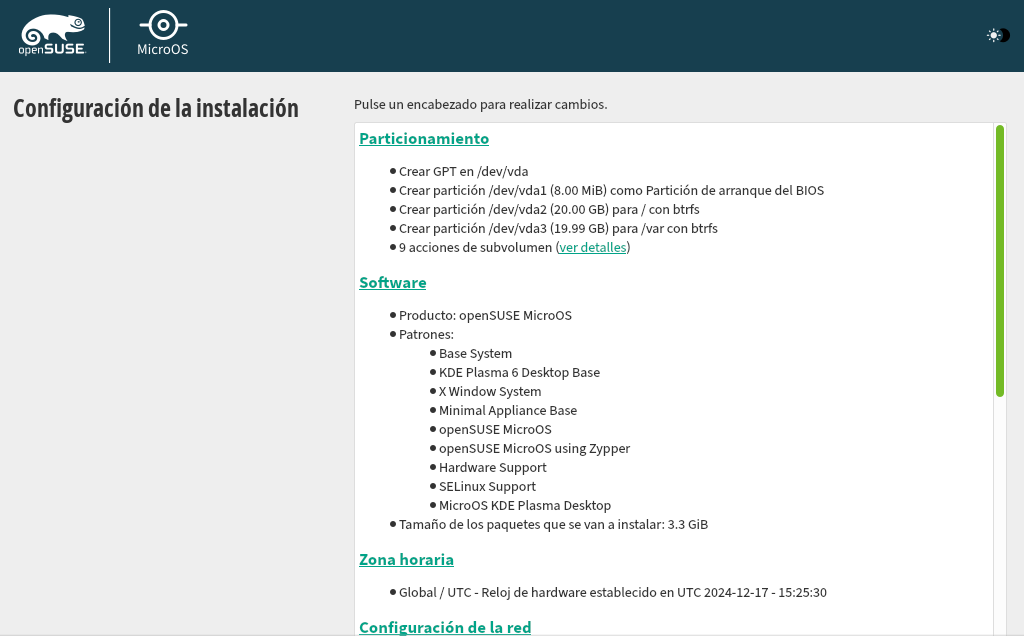 openSUSE.
MicroOS
Configuración de la instalación
Pulse un encabezado para realizar cambios.
Particionamiento
Crear GPT en /dev/vda
Crear partición /dev/vda1 (8.00 MiB) como Partición de arranque del BIOS
Crear partición /dev/vda2 (20.00 GB) para / con btrfs
Crear partición /dev/vda3 (19.99 GB) para /var con btrfs
9 acciones de subvolumen (ver detalles)
Software
Producto: openSUSE MicroOS
Patrones:
Base System
KDE Plasma 6 Desktop Base
X Window System
Minimal Appliance Base
openSUSE MicroOS
openSUSE MicroOS using Zypper
Hardware Support
SELinux Support
MicroOS KDE Plasma Desktop
Tamaño de los paquetes que se van a instalar: 3.3 GiB
Zona horaria
Global / UTC - Reloj de hardware establecido en UTC 2024-12-17 - 15:25:30
Configuración de la red